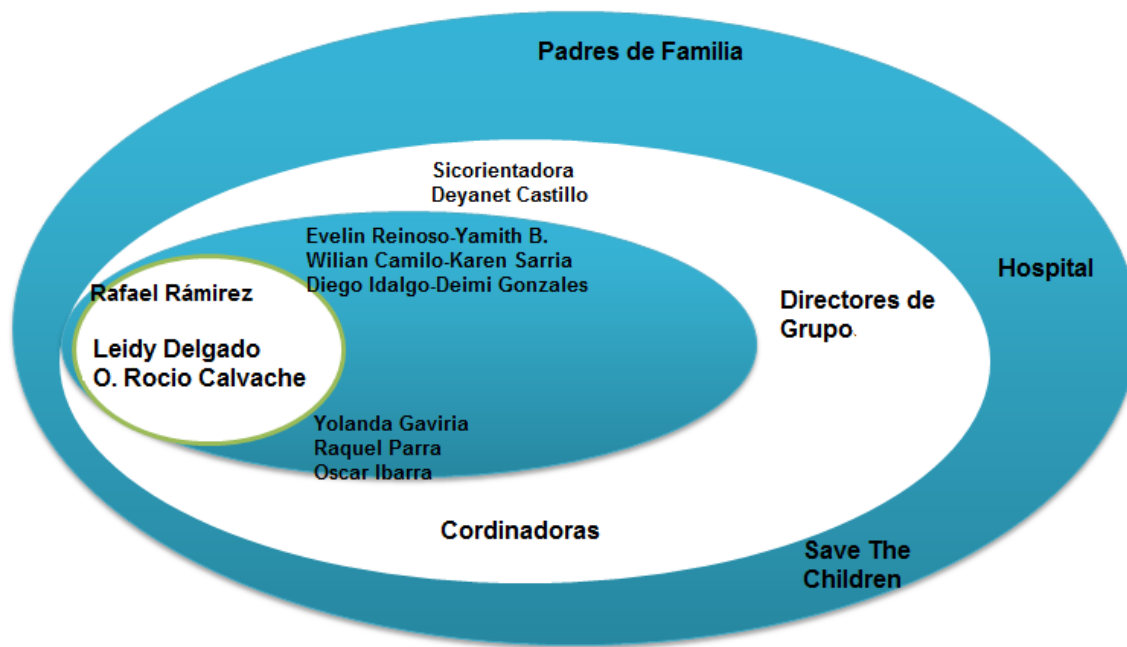 Padres de Familia
Sicorientadora
Deyanet Castillo
Evelin Reinoso-Yamith B.
Wilian Camilo-Karen Sarria
Diego Idalgo-Deimi Gonzales
Hospital
Rafael Rámirez
Directores de
Grupo.
Leidy Delgado
O. Rocio Calvache
Yolanda Gaviria
Raquel Parra
Oscar Ibarra
Cordinadoras
Save The
Children